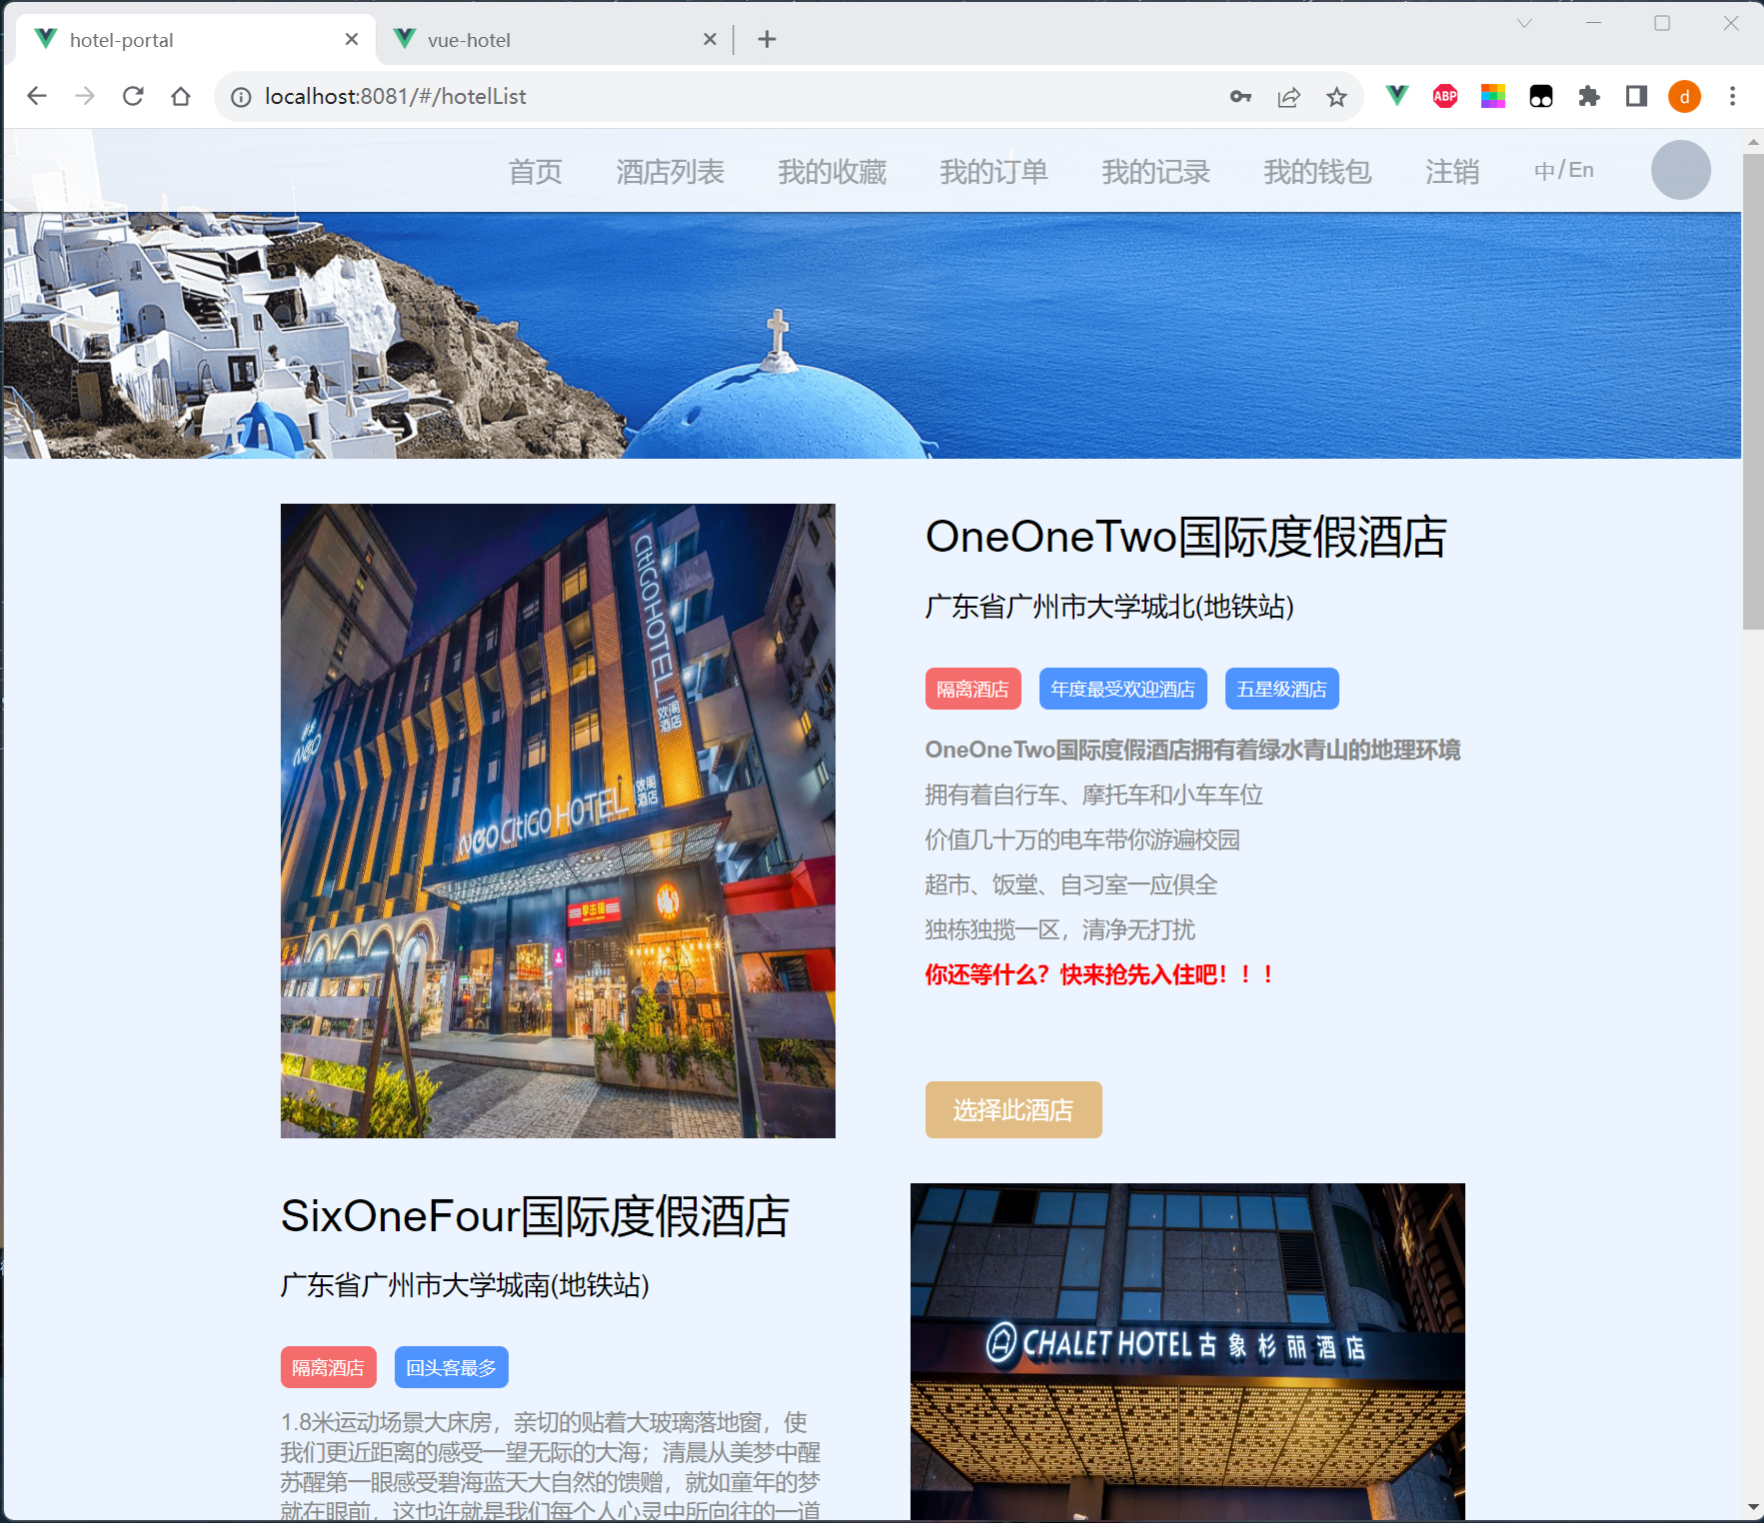 hotel-portal
vue-hotel
localhost:8081/#/hotelList
ABP
d
首页
酒店列表
我的收藏
我的订单
我的记录
我的钱包
注销
中/En
CitiGOHOTEL
欢阁
酒店
NGO CitiGO HOTEL
欢阁
酒店
OneOneTwo国际度假酒店
广东省广州市大学城北(地铁站)
隔离酒店
年度最受欢迎酒店
五星级酒店
OneOneTwo国际度假酒店拥有着绿水青山的地理环境
拥有着自行车、摩托车和小车车位
价值几十万的电车带你游遍校园
超市、饭堂、自习室一应俱全
独栋独揽一区，清净无打扰
你还等什么？快来抢先入住吧！！！
选择此酒店
SixOneFour国际度假酒店
广东省广州市大学城南(地铁站)
隔离酒店
回头客最多
1.8米运动场景大床房，亲切的贴着大玻璃落地窗，使
我们更近距离的感受一望无际的大海；清晨从美梦中醒
苏醒第一眼感受碧海蓝天大自然的馈赠，就如童年的梦
就在眼前，这也许就是我们每个人心灵中所向往的一道
CHALET HOTEL 古象杉丽酒店